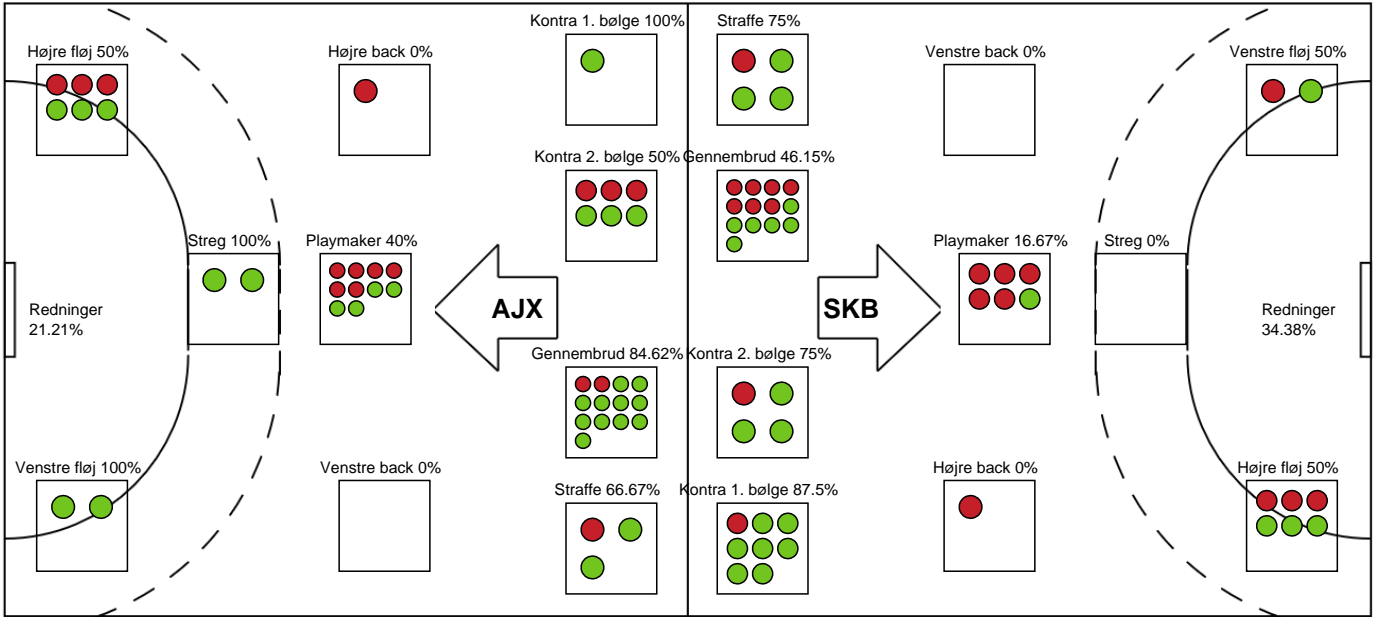 Kontra 1. bølge 100%
Straffe 75%
Højre fløj 50%
Højre back 0%
Venstre back 0%
Venstre fløj 50%
Kontra 2. bølge 50%
Gennembrud 46.15%
Streg 100%
Playmaker 40%
Playmaker 16.67%
Streg 0%
AJX
SKB
Redninger
21.21%
Redninger
34.38%
Gennembrud 84.62%
Kontra 2. bølge 75%
Venstre fløj 100%
Venstre back 0%
Højre back 0%
Højre fløj 50%
Straffe 66.67%
Kontra 1. bølge 87.5%